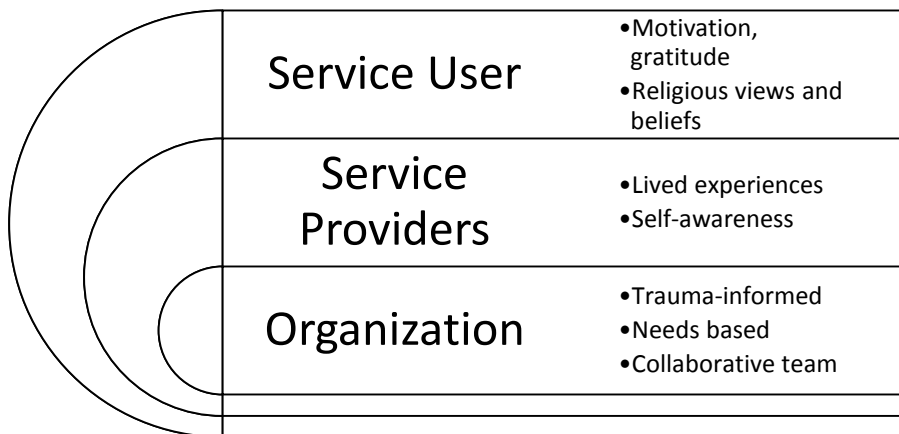 Service User
•Motivation,
gratitude
•Religious views and
beliefs
Service
Providers
•Lived experiences
•Self-awareness
Organization
•Trauma-informed
•Needs based
•Collaborative team